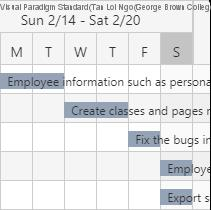 Visual Paradigm Standard(Tai Loi Ngo(George Brown Colleg
Sun 2/14 - Sat 2/20
M T W T F S
Employee information such as persona
Create classes and pages
Fix the bugs in
Employe
Export s